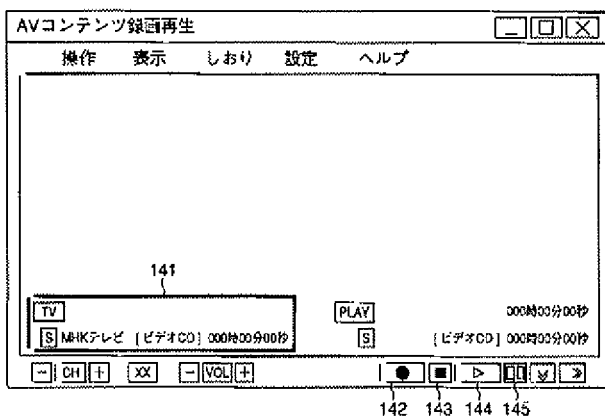 AVコンテンツ録画再生
操作 表示 しおり 設定 ヘルプ
141
TV PLAY 000時00分00秒
S MHKテレビ [ビデオCD] 000時00分00秒 S [ビデオCD] 000時00分00秒
- CH + XX - VOL +
142 143 144 145